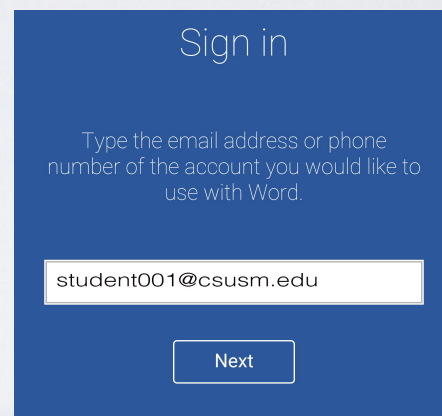 Sign in
Type the email address or phone
number of the account you would like to
use with Word.
student001@csusm.edu
Next